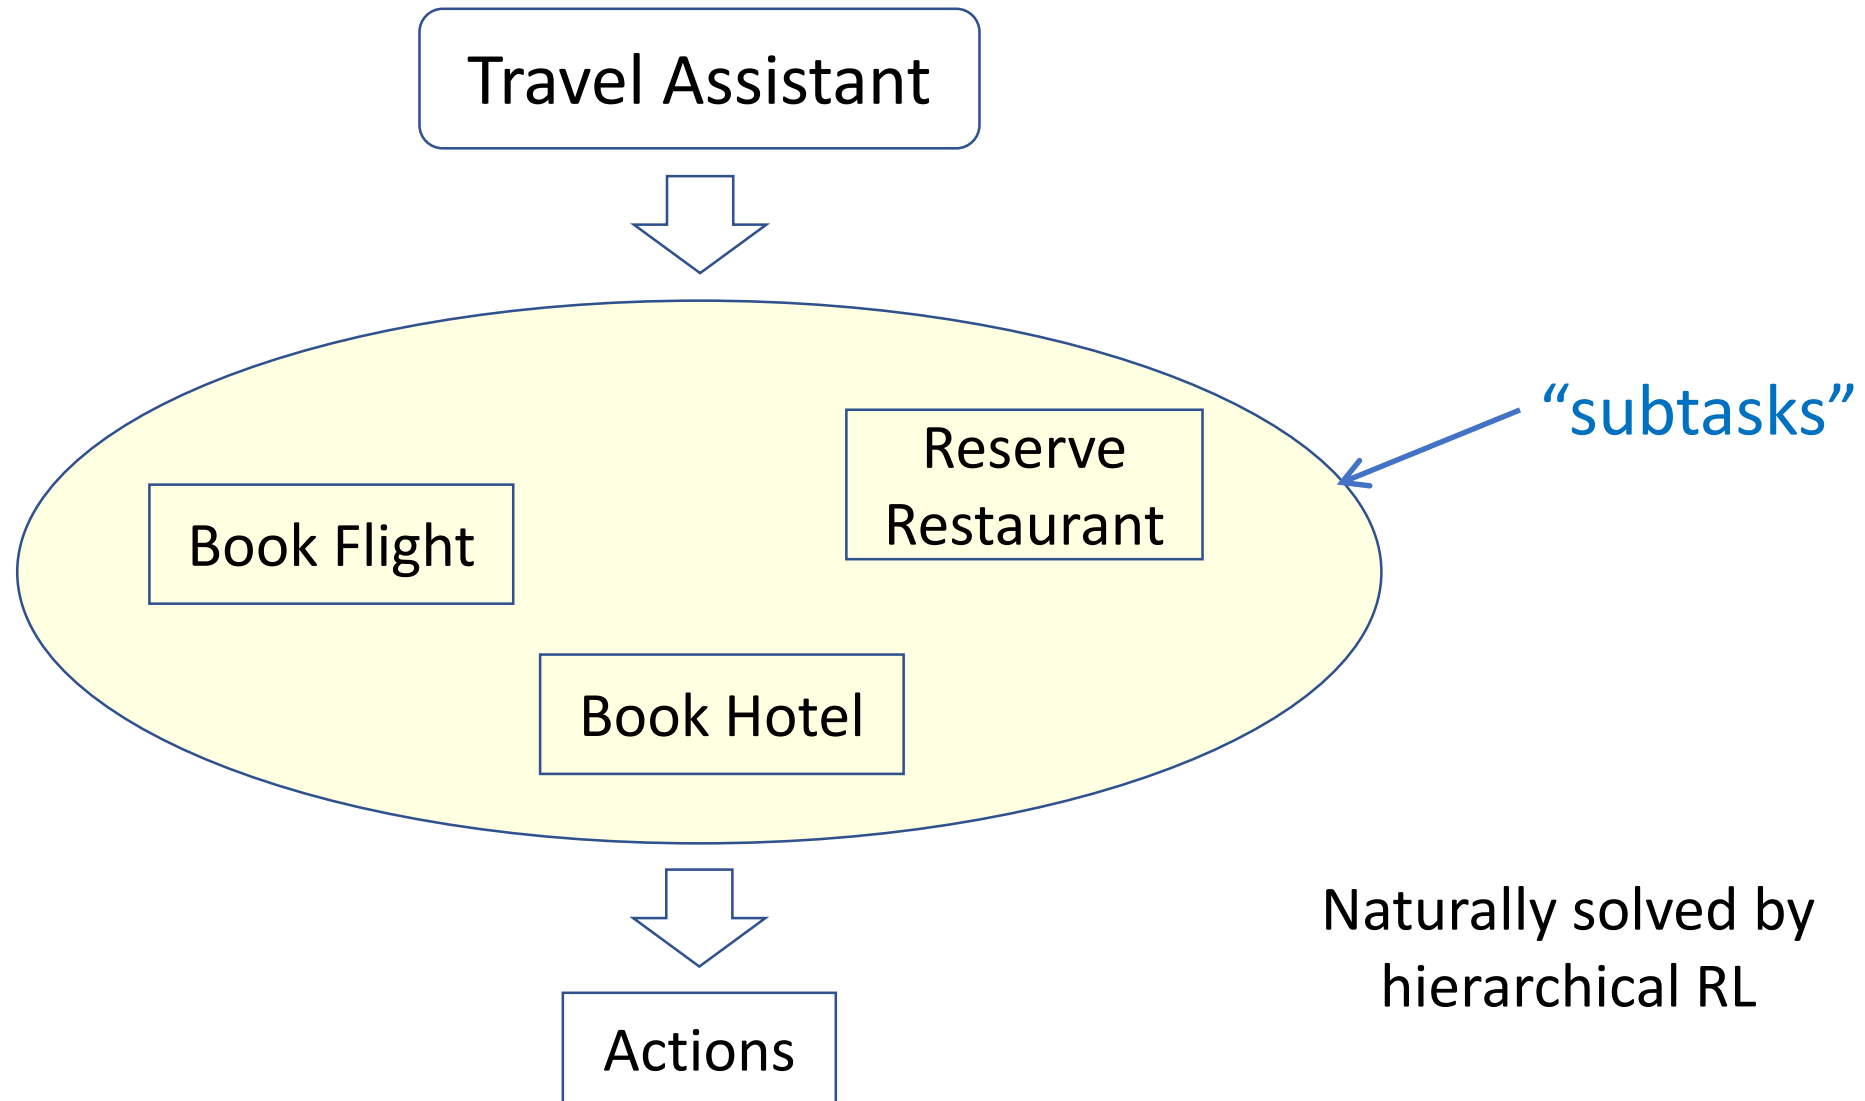 Travel Assistant
“subtasks”
Reserve
Restaurant
Book Flight
Book Hotel
Naturally solved by
hierarchical RL
Actions